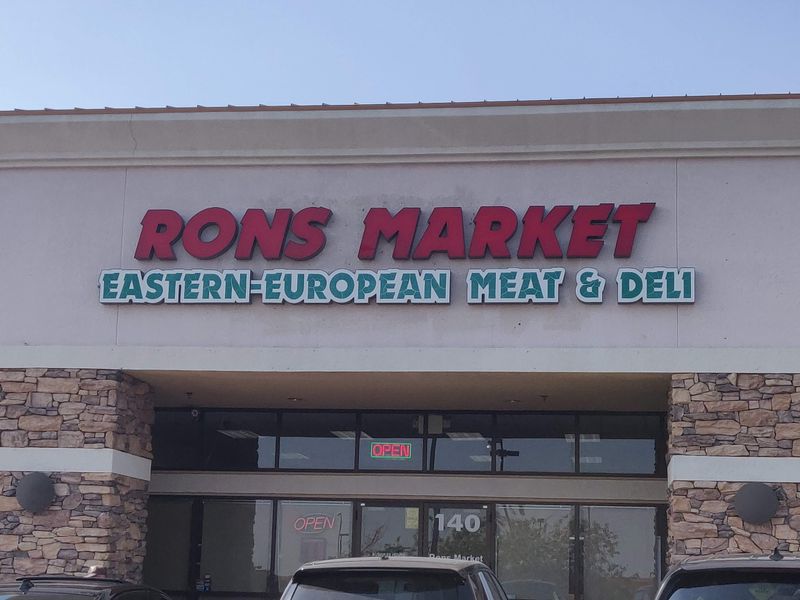 RONS MARKET
EASTERN-EUROPEAN MEAT & DELI
OPEN
OPEN
140
Rons Market